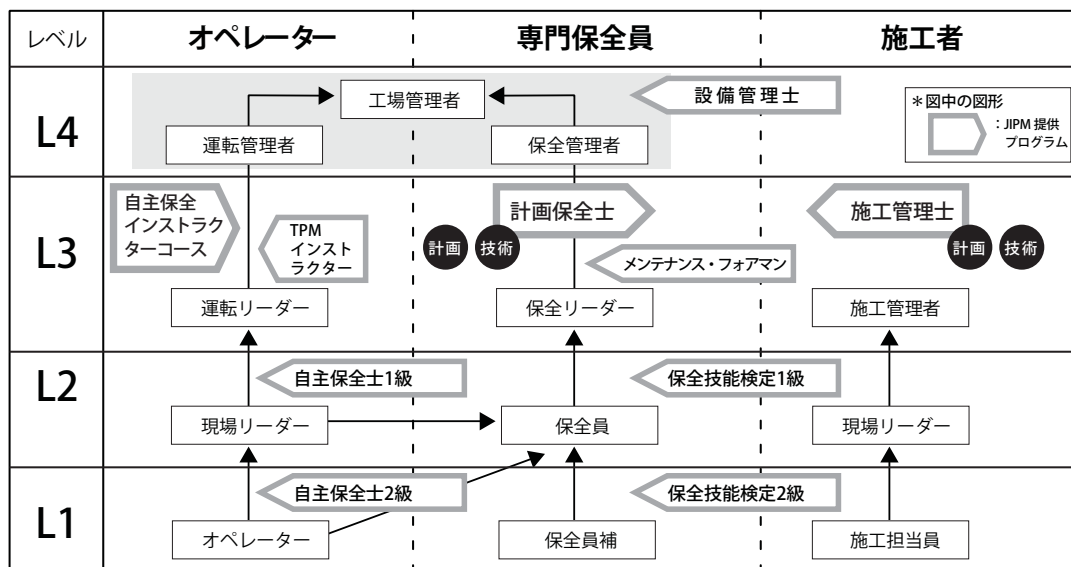 レベル
オペレーター
専門保全員
施工者
L4
工場管理者
設備管理士
運転管理者
保全管理者
＊図中の図形
：JIPM 提供
プログラム
L3
自主保全
インストラク
ターコース
TPM
インスト
ラクター
計画
技術
計画保全士
メンテナンス・フォアマン
施工管理士
計画
技術
運転リーダー
保全リーダー
施工管理者
L2
自主保全士1級
保全技能検定1級
現場リーダー
保全員
現場リーダー
L1
自主保全士2級
保全技能検定2級
オペレーター
保全員補
施工担当員